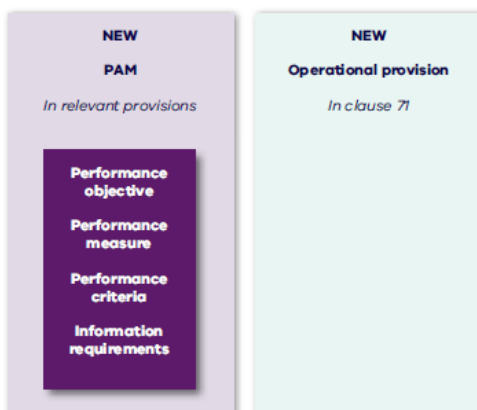 NEW
PAM
In relevant provisions
Performance
objective
Performance
measure
Performance
criteria
Information
requirements
NEW
Operational provision
In clause 71